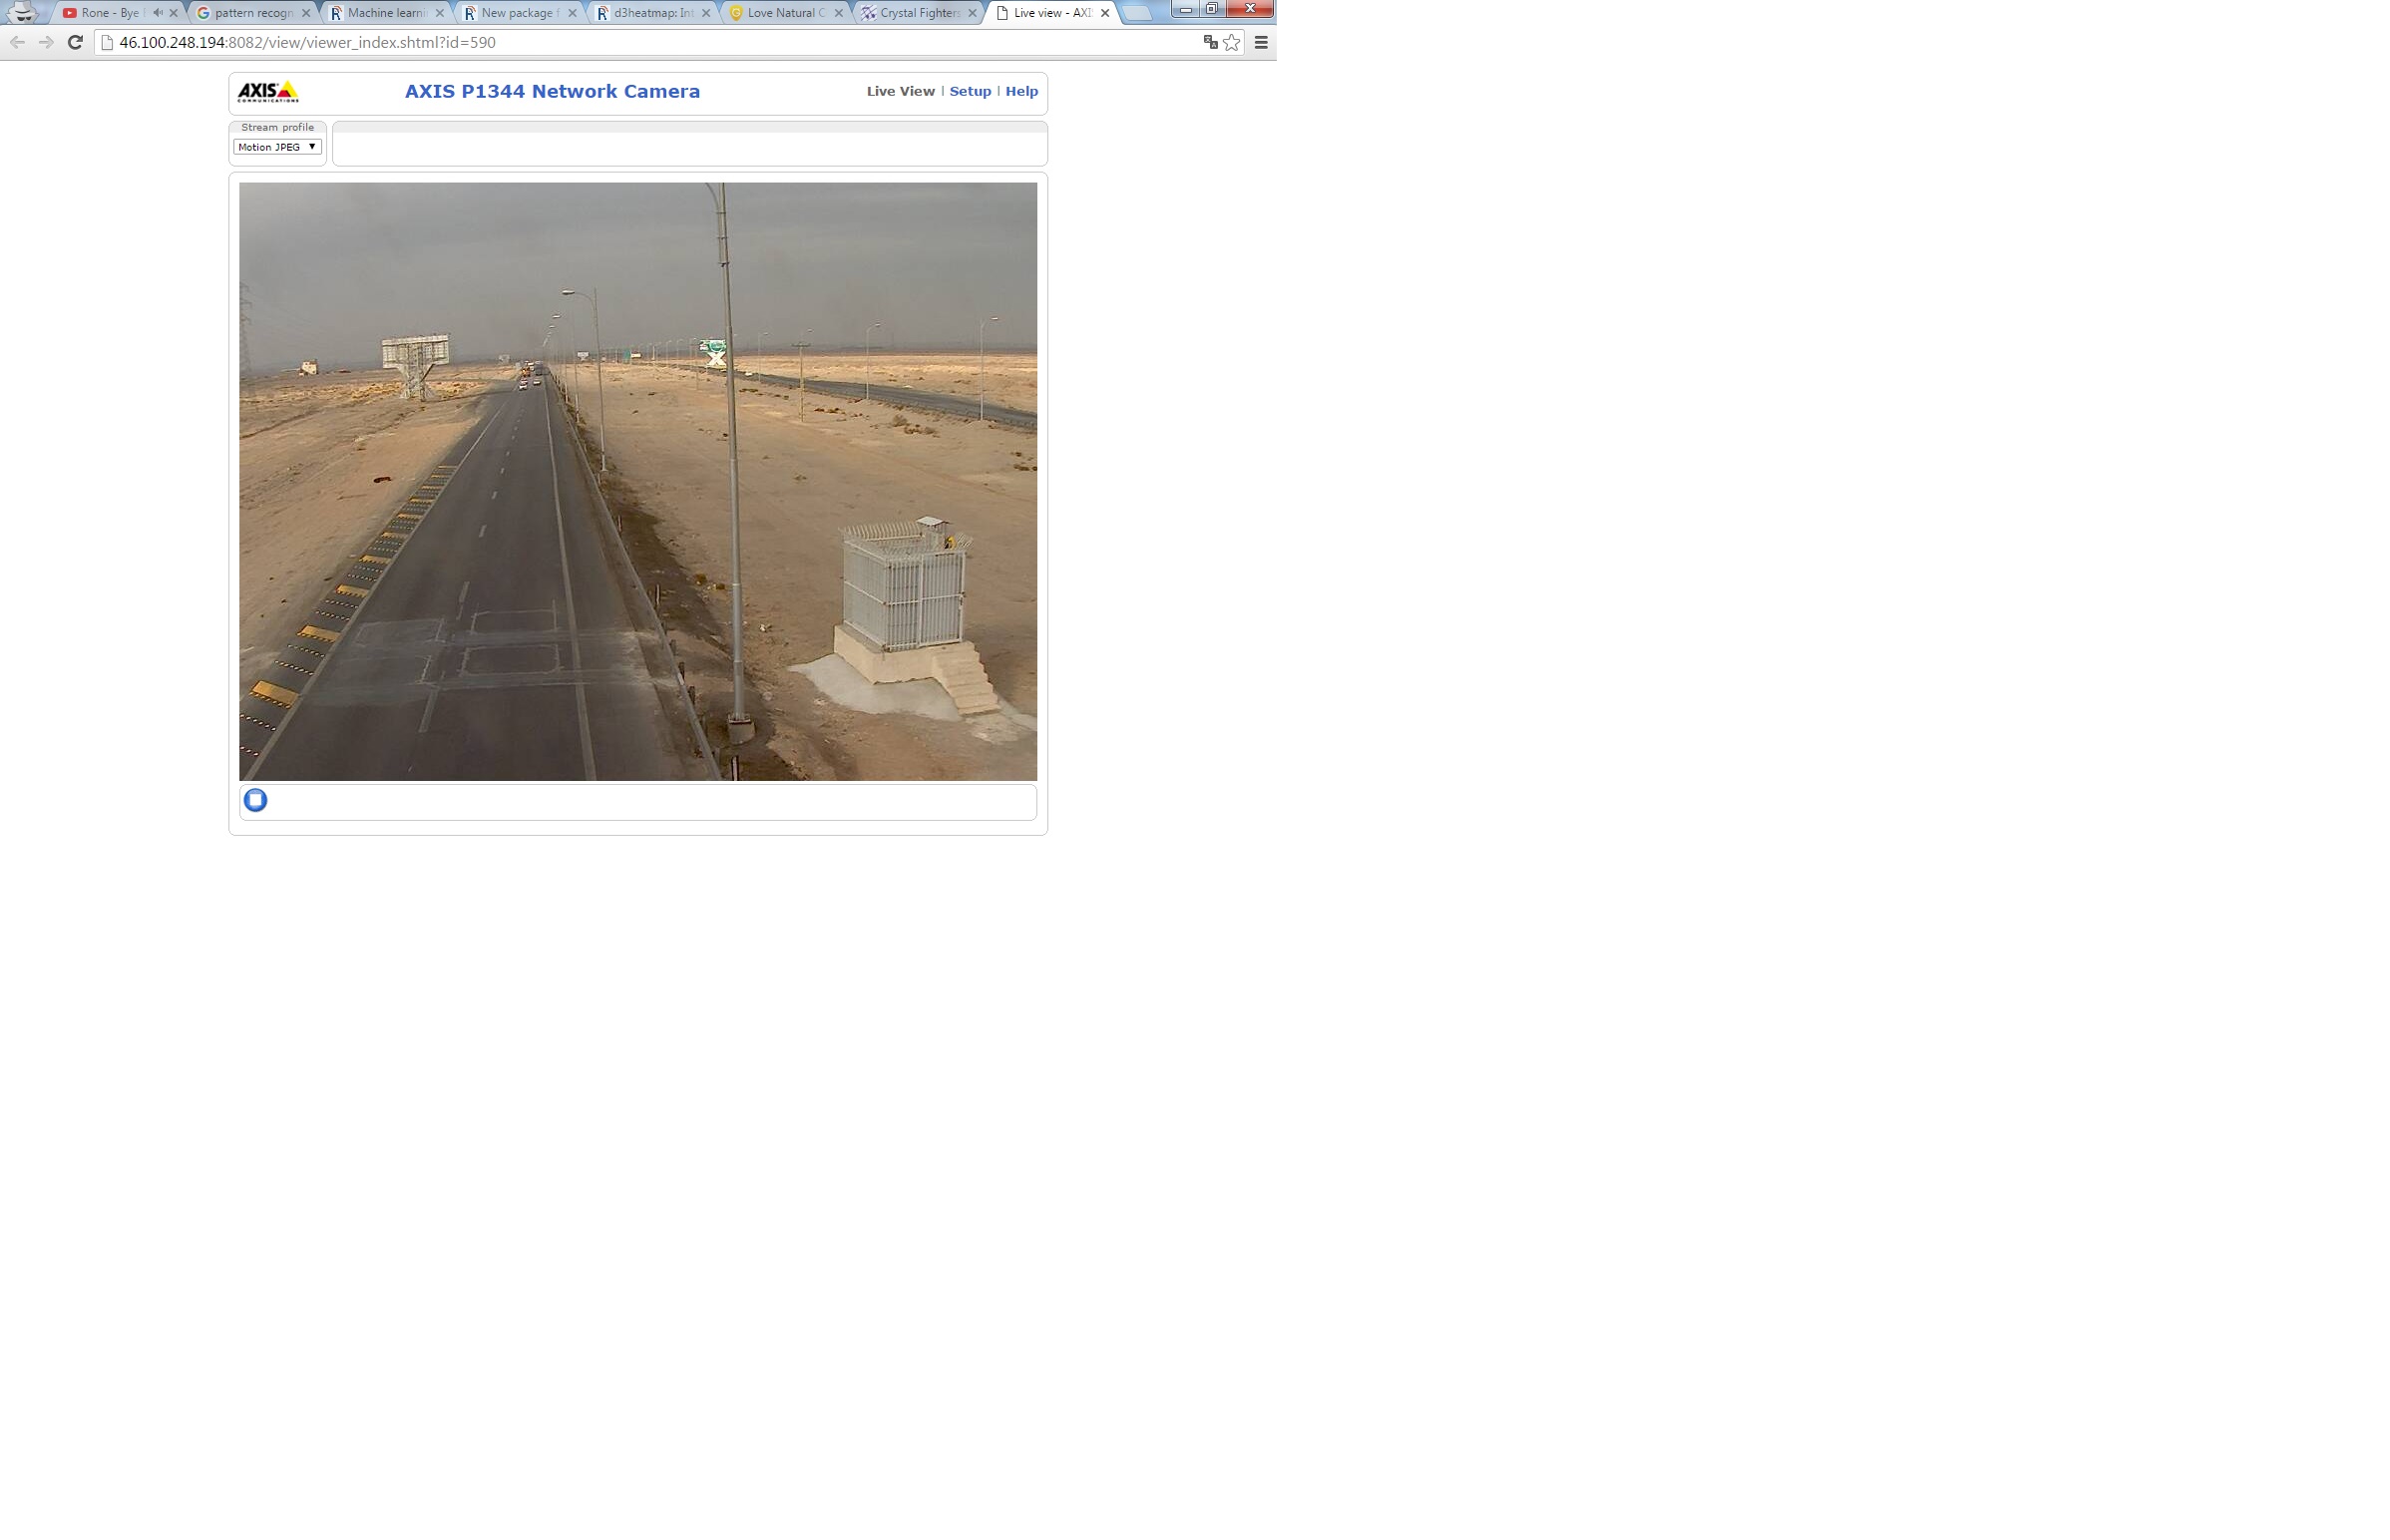 Rone - Bye
pattern recogn
Machine learni
New package f
d3heatmap: Int
Love Natural C
Crystal Fighters
Live view - AXI
46.100.248.194:8082/view/viewer_index.shtml?id=590
AXIS
COMMUNICATIONS
AXIS P1344 Network Camera
Live View | Setup | Help
Stream profile
Motion JPEG